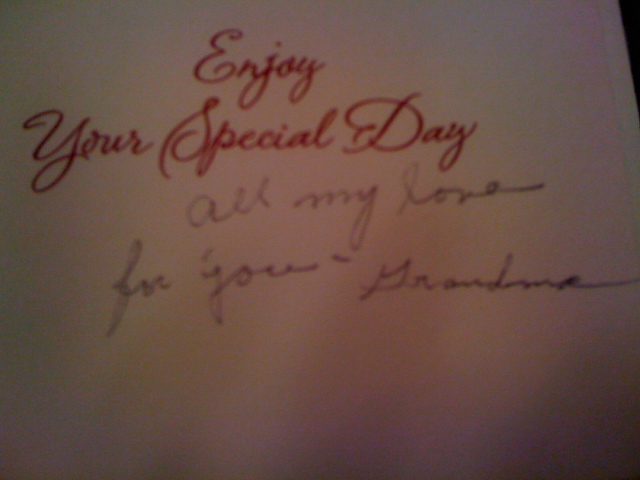 Enjoy
Your Special Day
all my love
for "you" - Grandma